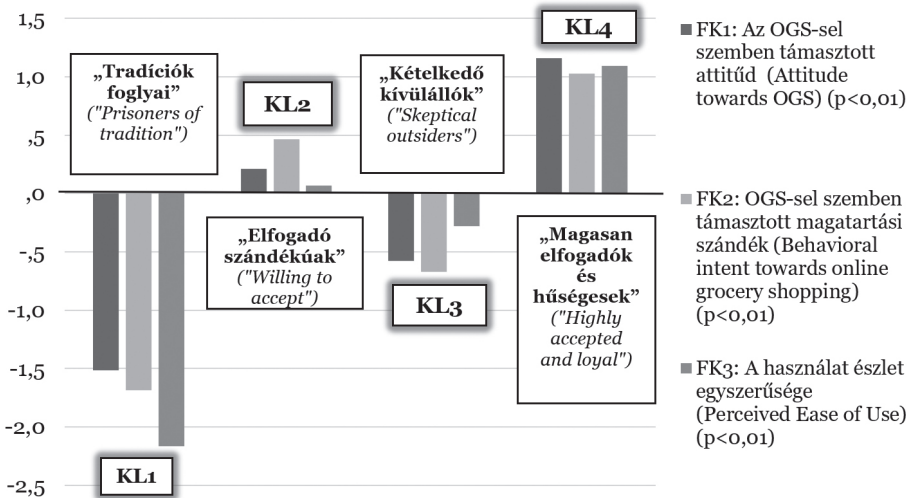 1,5
1,0
,5
,0
-,5
-1,0
-1,5
-2,0
-2,5
„Tradíciók
foglyai”
("Prisoners of
tradition")
KL1
KL2
„Elfogadó
szándékúak”
("Willing to
accept")
„Kételkedő
kívülállók”
("Skeptical
outsiders")
KL3
KL4
„Magasan
elfogadók
és
hűségesek”
("Highly
accepted
and loyal")
FK1: Az OGS-sel
szemben támasztott
attitűd (Attitude
towards OGS) (p<0,01)
FK2: OGS-sel szemben
támasztott magatartási
szándék (Behavioral
intent towards online
grocery shopping)
(p<0,01)
FK3: A használat észlet
egyszerűsége
(Perceived Ease of Use)
(p<0,01)